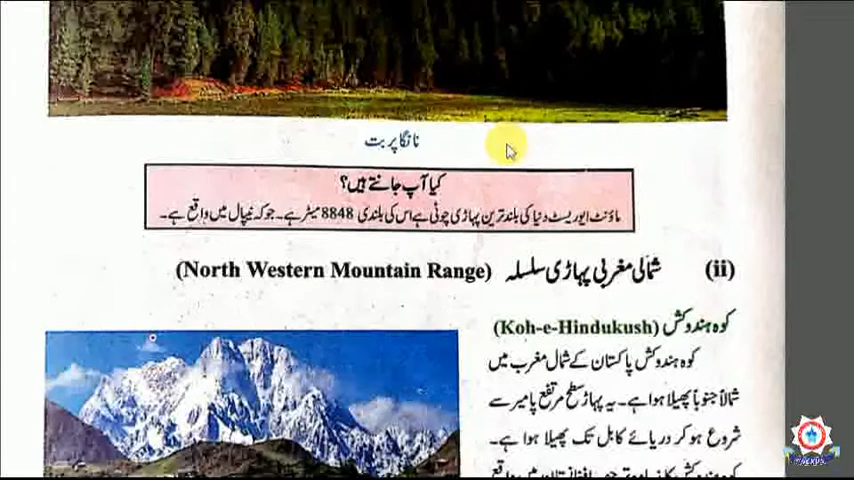 نانگا پربت
کیا آپ جانتے ہیں؟
ماؤنٹ ایوریسٹ دنیا کی بلند ترین پہاڑی چوٹی ہے اس کی بلندی 8848 میٹر ہے۔ جو کہ نیپال میں واقع ہے۔
(ii) شمالی مغربی پہاڑی سلسلہ (North Western Mountain Range)
کوہ ہندوکش (Koh-e-Hindukush)
کوہ ہندوکش پاکستان کے شمال مغرب میں
شمالاً جنوباً پھیلا ہوا ہے۔ یہ پہاڑ سطح مرتفع پامیر سے
شروع ہو کر دریائے کابل تک پھیلا ہوا ہے۔